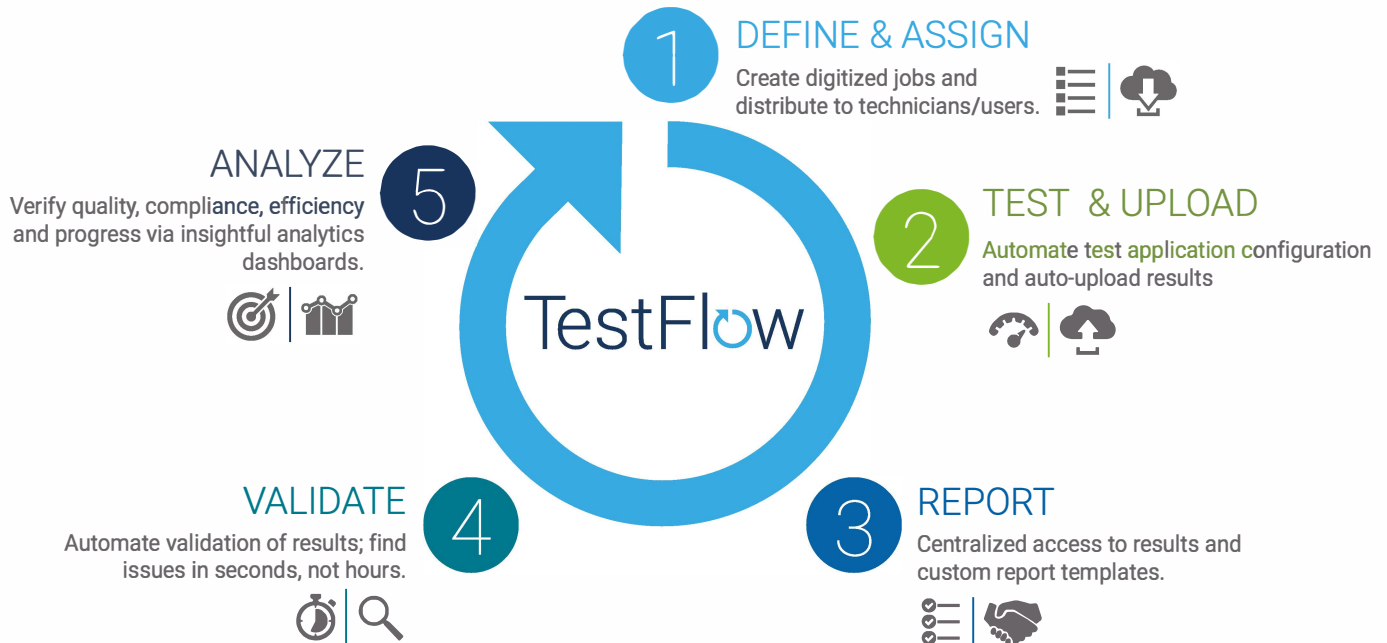 1
DEFINE & ASSIGN
Create digitized jobs and
distribute to technicians/users.
2
TEST & UPLOAD
Automate test application configuration
and auto-upload results
3
REPORT
Centralized access to results and
custom report templates.
4
VALIDATE
Automate validation of results; find
issues in seconds, not hours.
5
ANALYZE
Verify quality, compliance, efficiency
and progress via insightful analytics
dashboards.
TestFlow